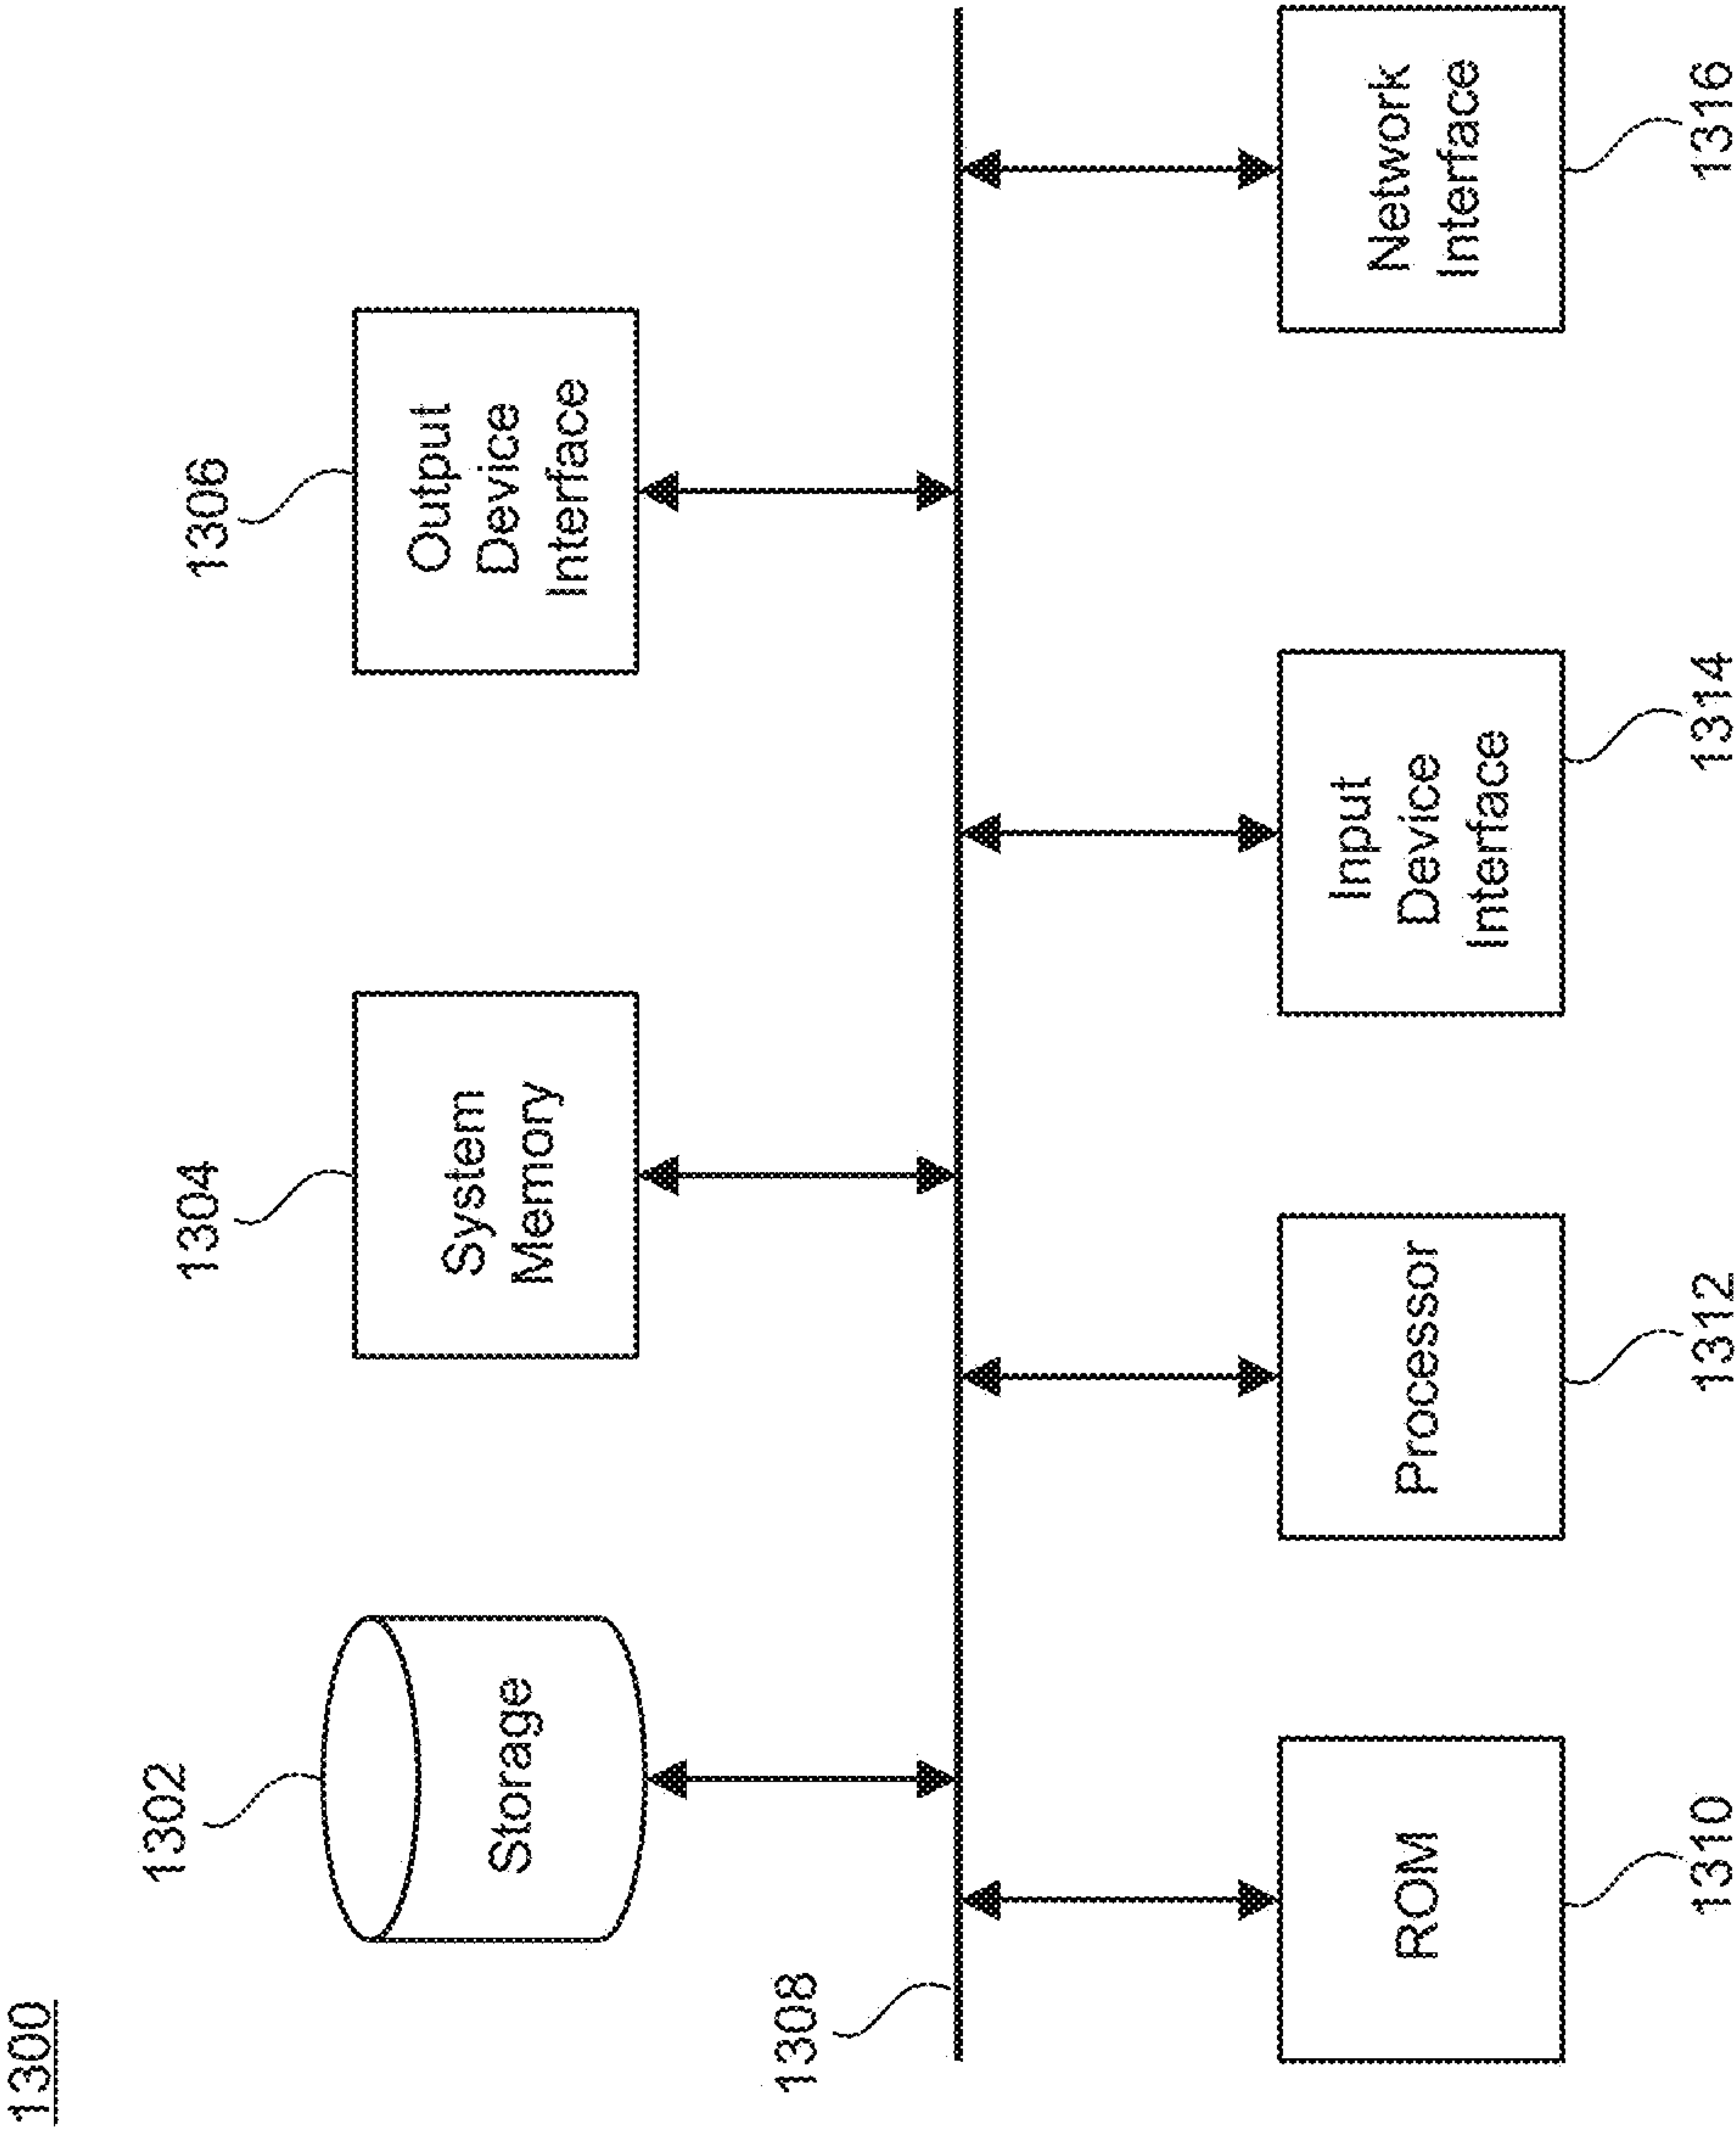 1300
1302
Storage
1304
System
Memory
1306
Output
Device
Interface
1308
ROM
1310
Processor
1312
Input
Device
Interface
1314
Network
Interface
1316